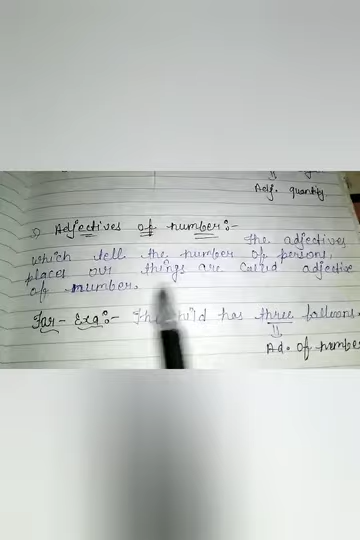 Adj. quantity
Adjectives of number:-
The adjectives
which tell the number of persons,
places our things are called adjective
of number.
For - Exa:- The child has three balloons.
Ad. of number